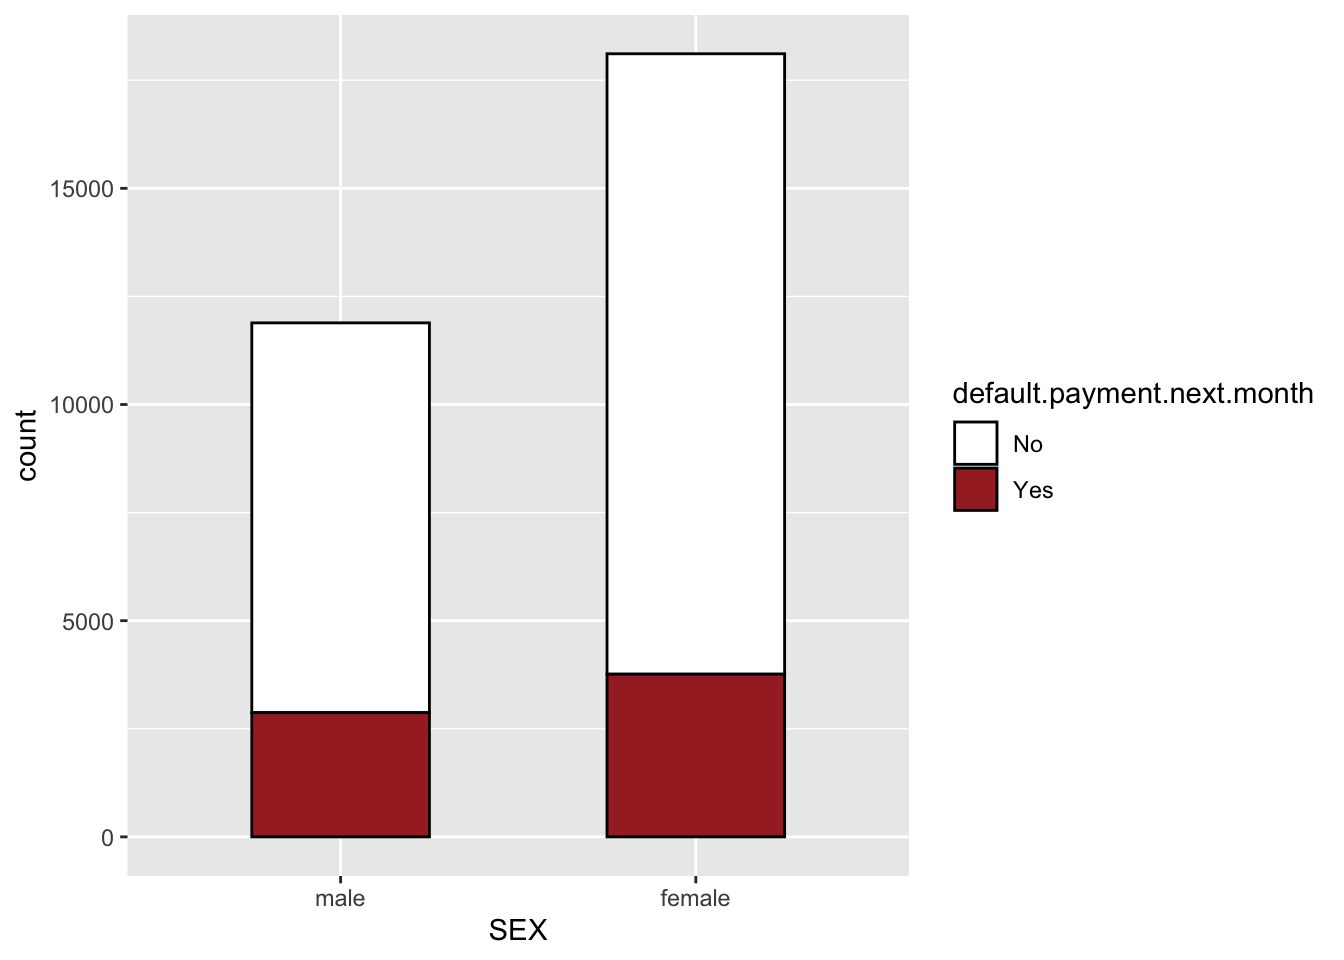 15000
10000
5000
0
count
male
female
SEX
default.payment.next.month
No
Yes